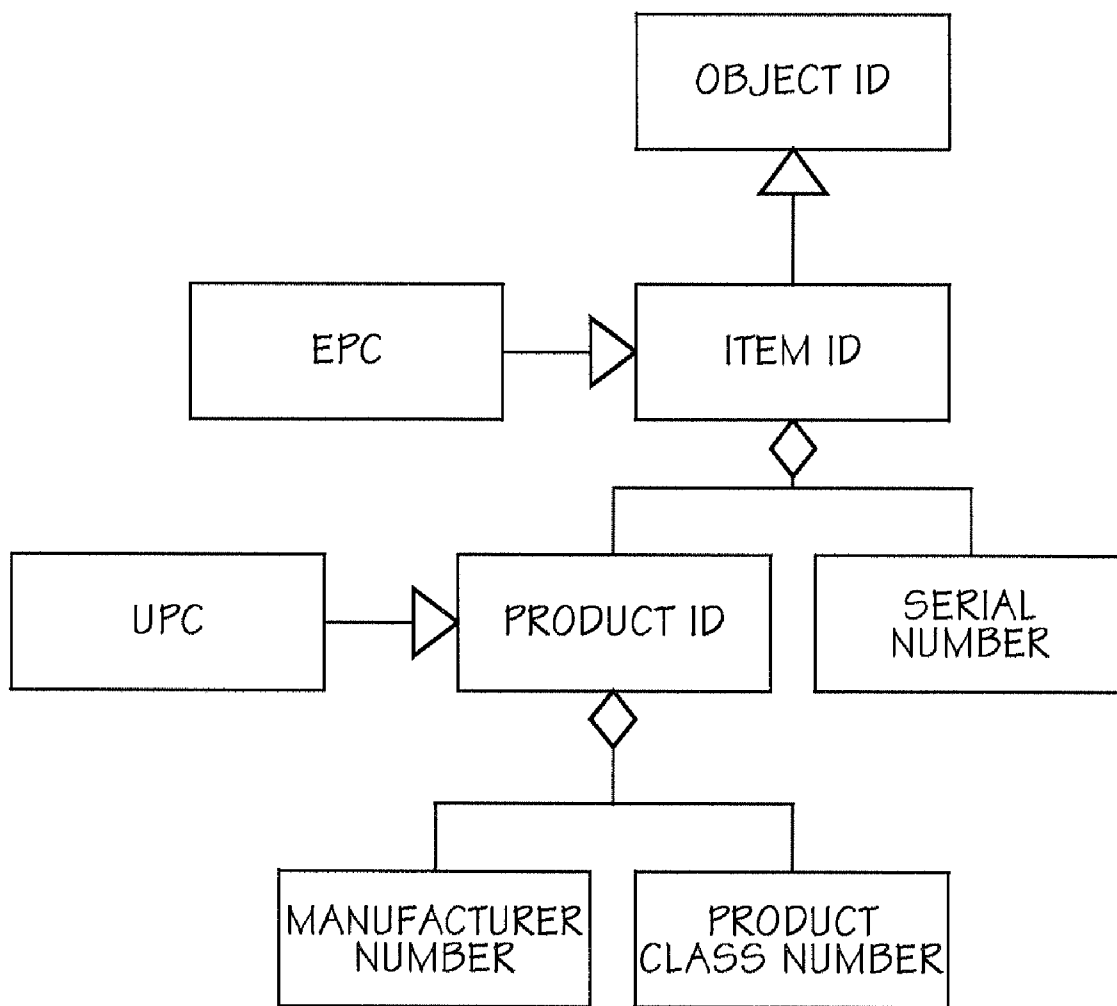 OBJECT ID
EPC
ITEM ID
UPC
PRODUCT ID
SERIAL
NUMBER
MANUFACTURER
NUMBER
PRODUCT
CLASS NUMBER